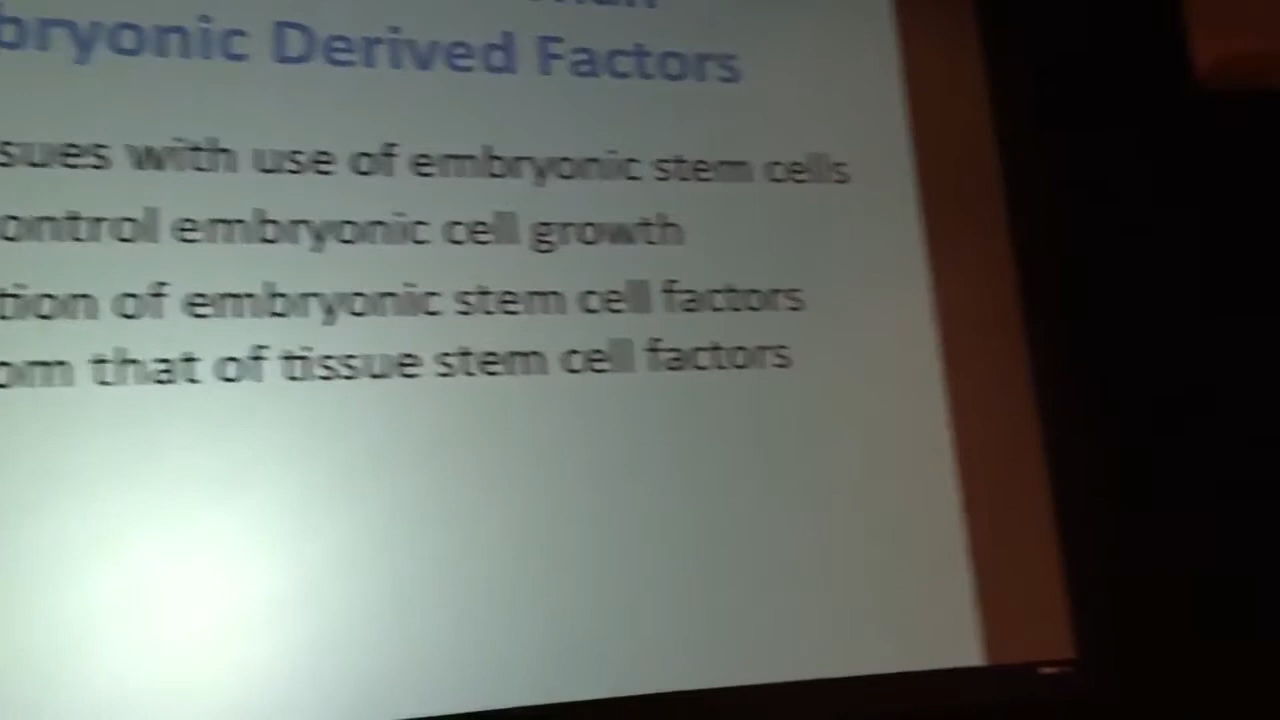 bryonic Derived Factors
sues with use of embryonic stem cells
ontrol embryonic cell growth
tion of embryonic stem cell factors
om that of tissue stem cell factors